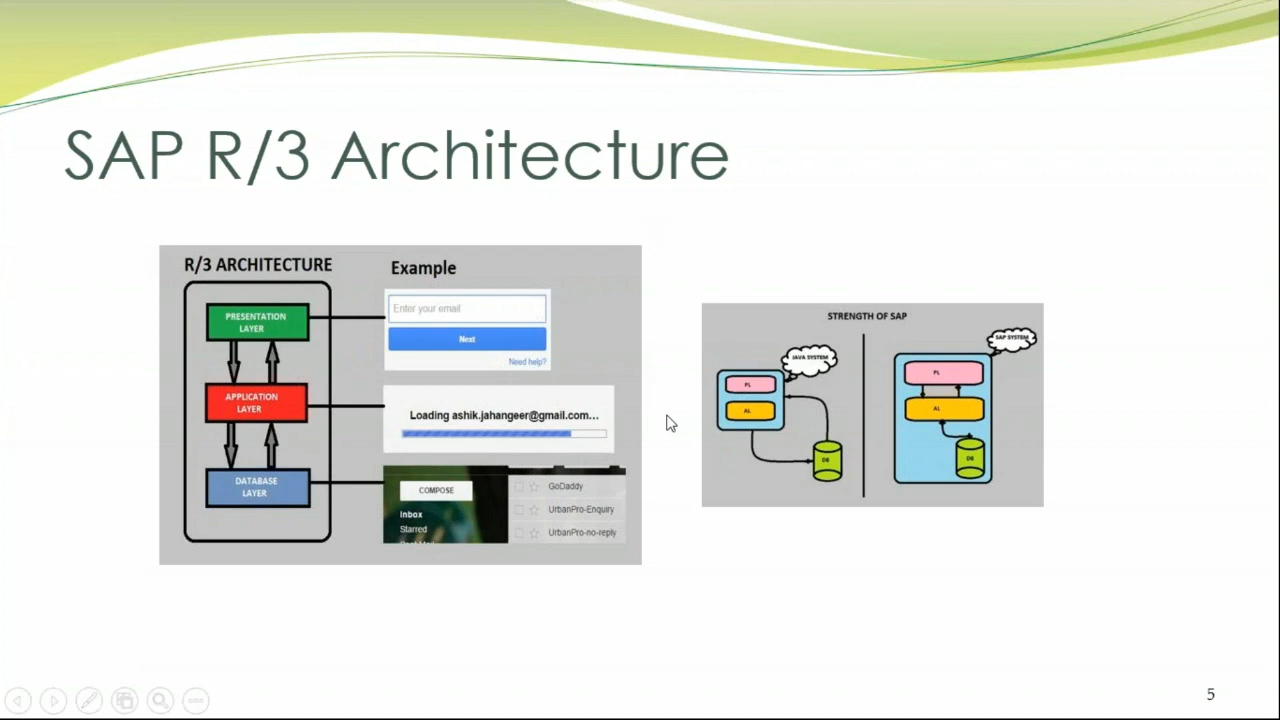 SAP R/3 Architecture
R/3 ARCHITECTURE
PRESENTATION
LAYER
APPLICATION
LAYER
DATABASE
LAYER
Example
Enter your email
Next
Need help?
Loading ashik.jahangeer@gmail.com...
COMPOSE
Inbox
Starred
GoDaddy
UrbanPro-Enquiry
UrbanPro-no-reply
STRENGTH OF SAP
JAVA SYSTEM
PL
AL
DB
SAP SYSTEM
PL
AL
DB
5